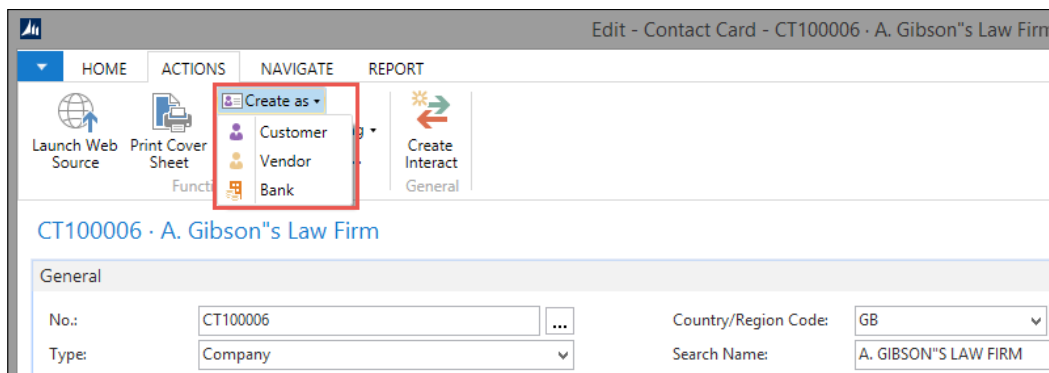 Edit - Contact Card - CT100006 · A. Gibson"s Law Firm
HOME ACTIONS NAVIGATE REPORT
Create as
Launch Web Source
Print Cover Sheet
Customer
Vendor
Bank
Create Interact
General
CT100006 · A. Gibson"s Law Firm
General
No.: CT100006 ... Country/Region Code: GB
Type: Company Search Name: A. GIBSON"S LAW FIRM